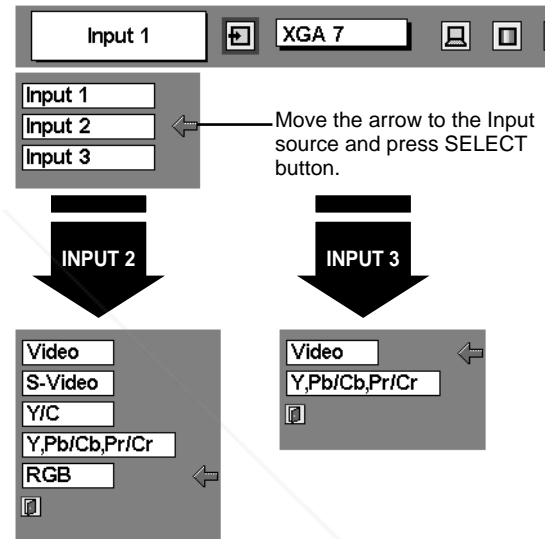 Input 1
XGA 7
Input 1
Input 2
Input 3
Move the arrow to the Input
source and press SELECT
button.
INPUT 2
INPUT 3
Video
S-Video
Y/C
Y,Pb/Cb,Pr/Cr
RGB
Video
Y,Pb/Cb,Pr/Cr